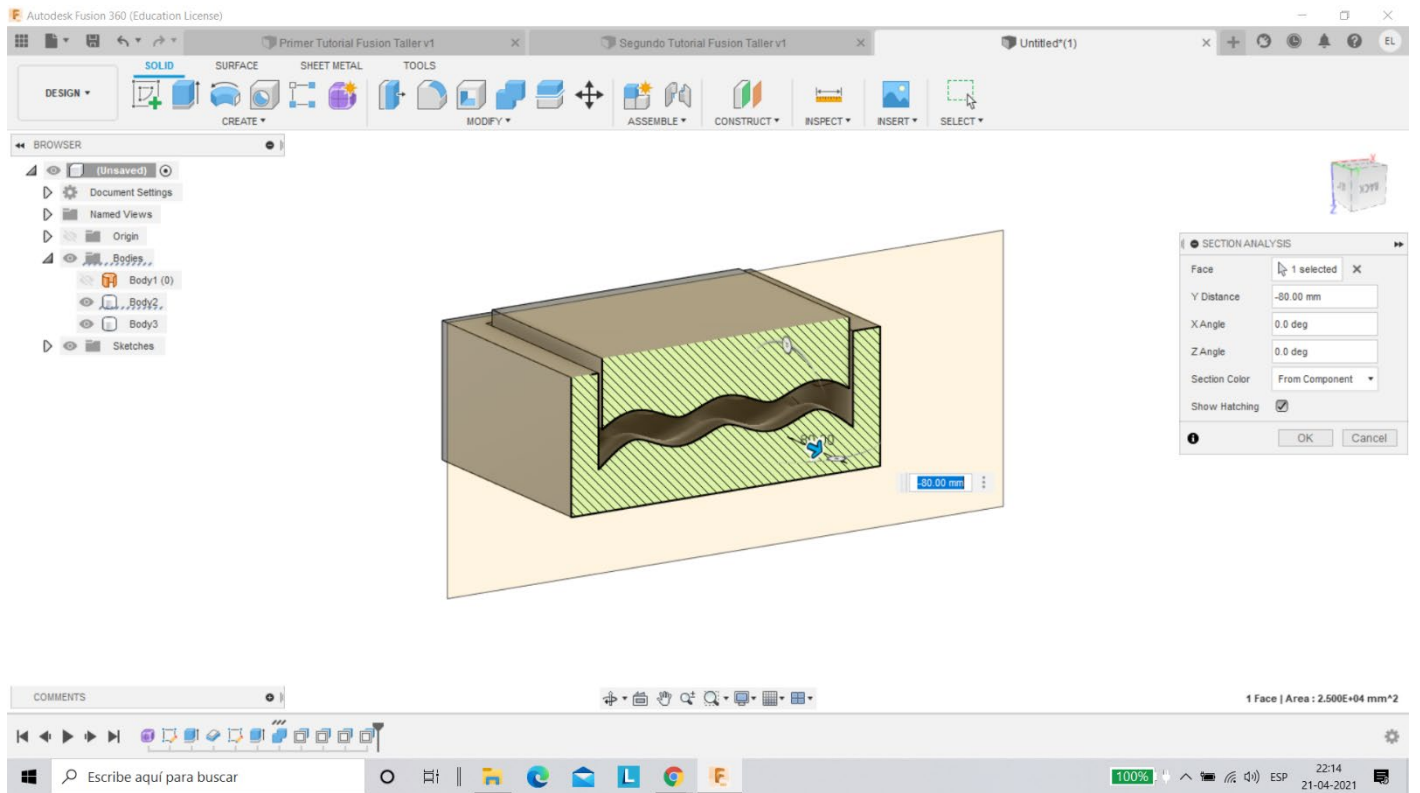 Autodesk Fusion 360 (Education License)
Primer Tutorial Fusion Taller v1
Segundo Tutorial Fusion Taller v1
Untitled*(1)
EL
SOLID SURFACE SHEET METAL TOOLS
DESIGN
CREATE MODIFY ASSEMBLE CONSTRUCT INSPECT INSERT SELECT
BROWSER
(Unsaved)
Document Settings
Named Views
Origin
Bodies
Body1 (0)
Body2
Body3
Sketches
X
BACK
Z
SECTION ANALYSIS
Face 1 selected
Y Distance -80.00 mm
X Angle 0.0 deg
Z Angle 0.0 deg
Section Color From Component
Show Hatching
OK Cancel
-80.00 mm
COMMENTS
1 Face | Area : 2.500E+04 mm^2
Escribe aquí para buscar
L
F
100%
ESP
22:14
21-04-2021